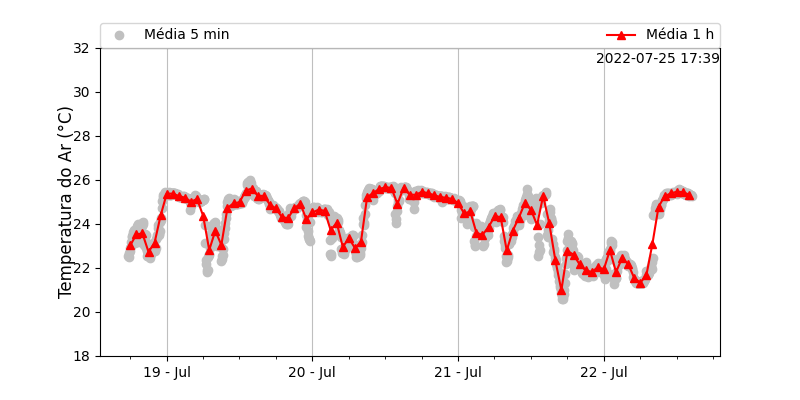 Média 5 min
Média 1 h
2022-07-25 17:39
Temperatura do Ar (°C)
32
30
28
26
24
22
20
18
19 - Jul
20 - Jul
21 - Jul
22 - Jul